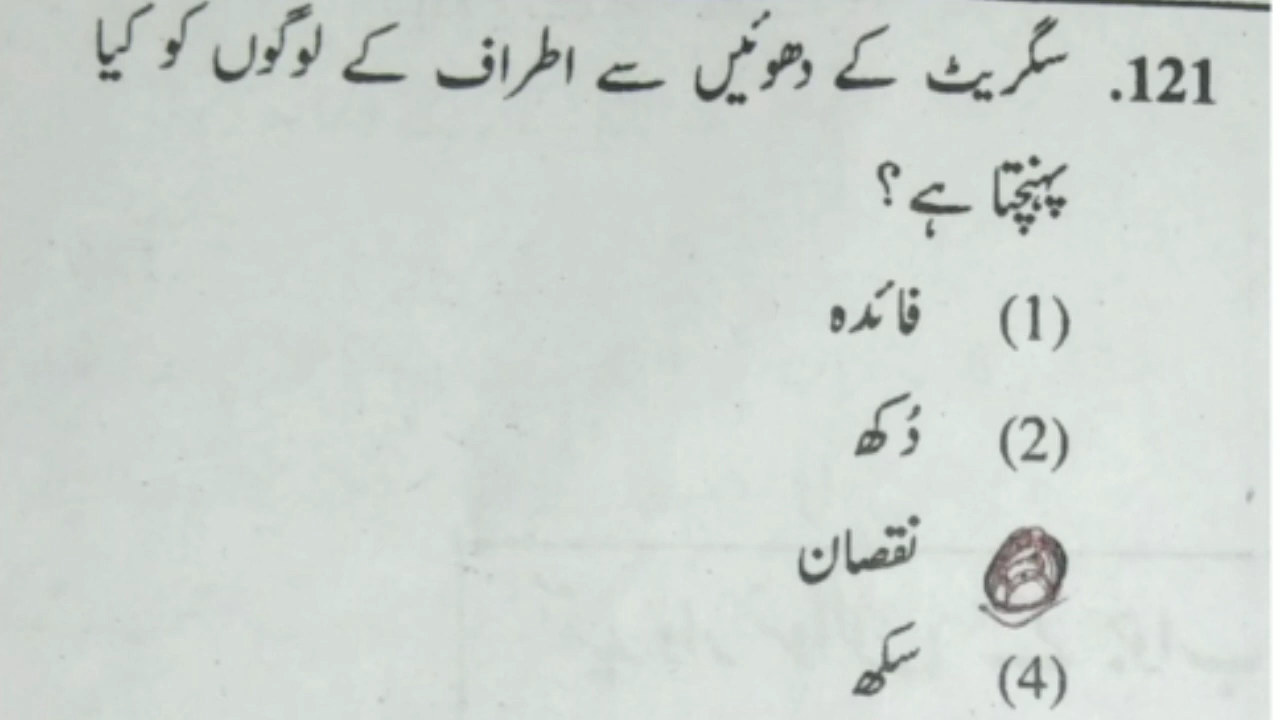 121. سگریٹ کے دھوئیں سے اطراف کے لوگوں کو کیا
پہنچتا ہے؟
(1) فائدہ
(2) دُکھ
نقصان
(4) سکھ